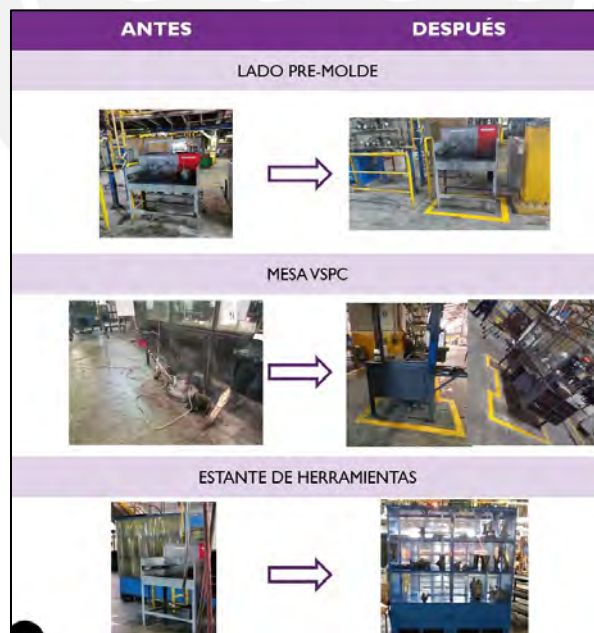 ANTES DESPUÉS
LADO PRE-MOLDE
MESA VSPC
ESTANTE DE HERRAMIENTAS